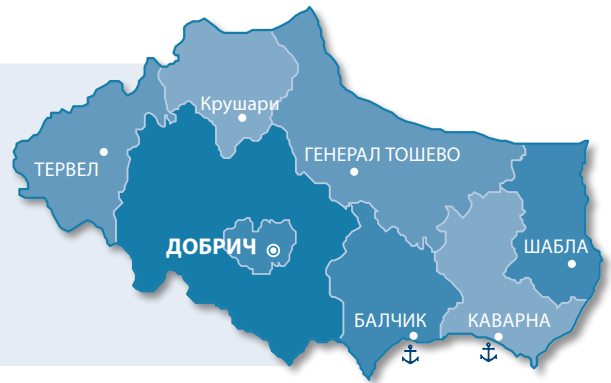 Крушари
ГЕНЕРАЛ ТОШЕВО
ТЕРВЕЛ
ДОБРИЧ
ШАБЛА
БАЛЧИК
КАВАРНА